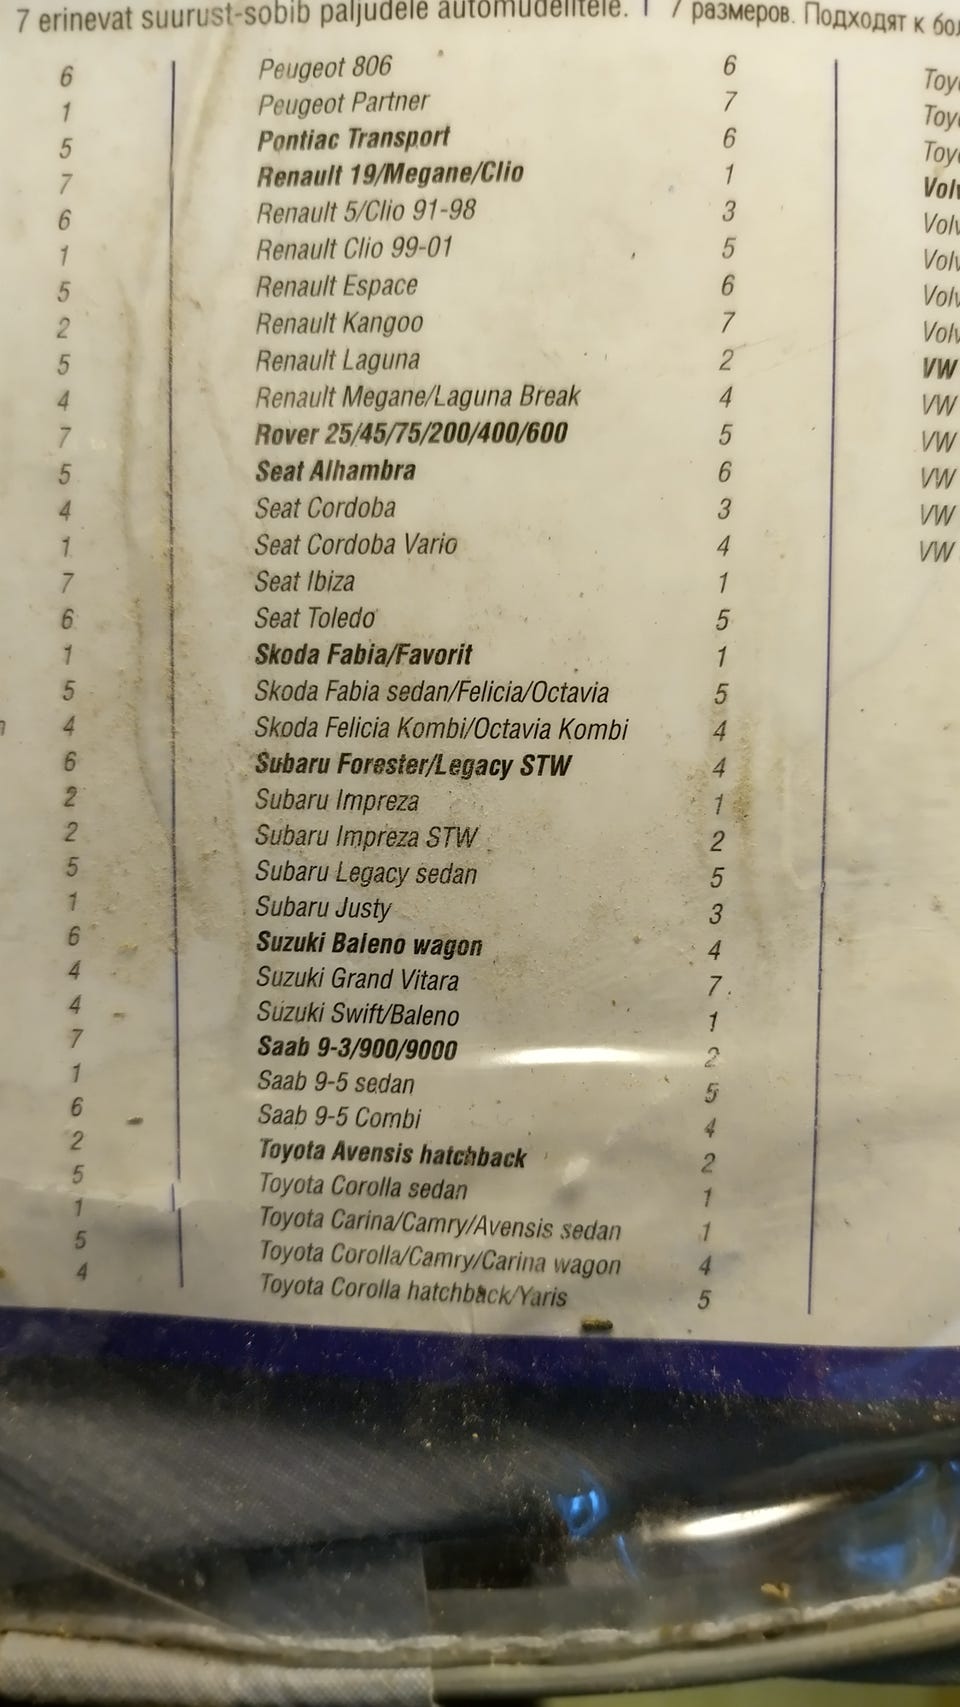 7 erinevat suurust-sobib paljudele automudelitele. 7 размеров. Подходят к
6
1
5
7
6
1
5
2
5
4
7
5
4
1
7
6
1
5
4
6
2
2
5
1
6
4
4
7
1
6
2
5
1
5
4
Peugeot 806 6
Peugeot Partner 7
Pontiac Transport 6
Renault 19/Megane/Clio 1
Renault 5/Clio 91-98 3
Renault Clio 99-01 5
Renault Espace 6
Renault Kangoo 7
Renault Laguna 2
Renault Megane/Laguna Break 4
Rover 25/45/75/200/400/600 5
Seat Alhambra 6
Seat Cordoba 3
Seat Cordoba Vario 4
Seat Ibiza 1
Seat Toledo 5
Skoda Fabia/Favorit 1
Skoda Fabia sedan/Felicia/Octavia 5
Skoda Felicia Kombi/Octavia Kombi 4
Subaru Forester/Legacy STW 4
Subaru Impreza 1
Subaru Impreza STW 2
Subaru Legacy sedan 5
Subaru Justy 3
Suzuki Baleno wagon 4
Suzuki Grand Vitara 7
Suzuki Swift/Baleno 1
Saab 9-3/900/9000 2
Saab 9-5 sedan 5
Saab 9-5 Combi 4
Toyota Avensis hatchback 2
Toyota Corolla sedan 1
Toyota Carina/Camry/Avensis sedan 1
Toyota Corolla/Camry/Carina wagon 4
Toyota Corolla hatchback/Yaris 5
VW
VW
VW
VW
VW
VW